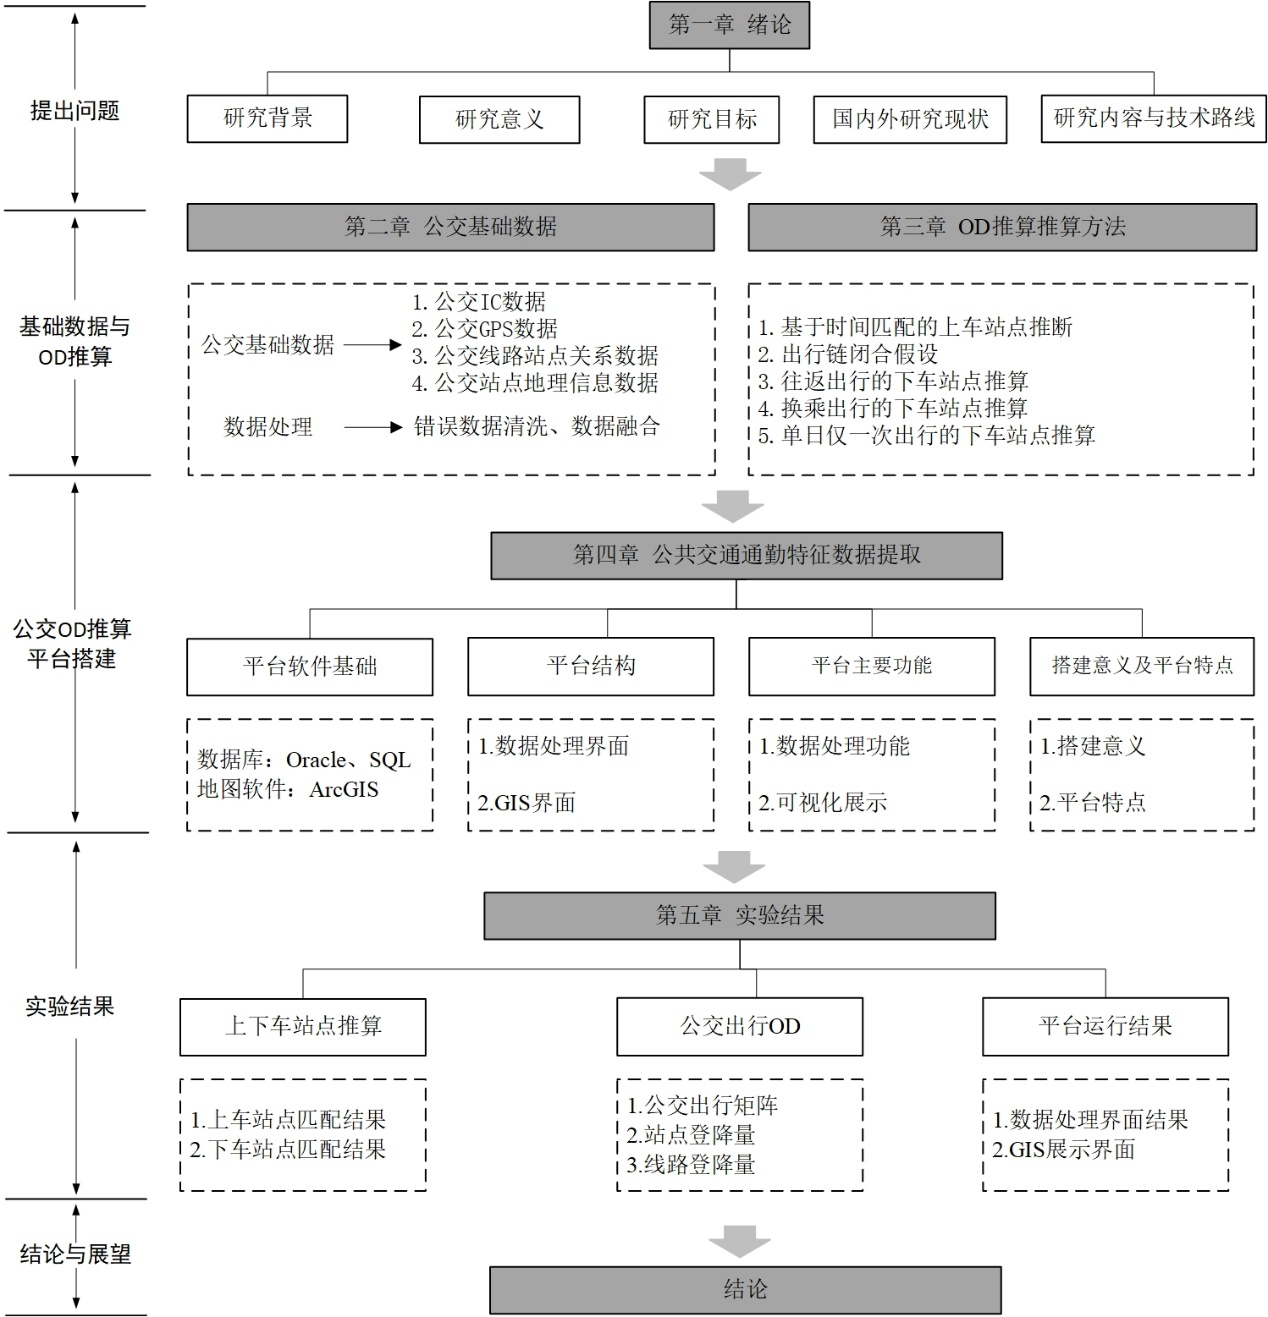 第一章 绪论
提出问题
研究背景
研究意义
研究目标
国内外研究现状
研究内容与技术路线
第二章 公交基础数据
第三章 OD推算推算方法
基础数据与
OD推算
公交基础数据
1. 公交IC数据
2. 公交GPS数据
3. 公交线路站点关系数据
4. 公交站点地理信息数据
数据处理
错误数据清洗、数据融合
1. 基于时间匹配的上车站点推断
2. 出行链闭合假设
3. 往返出行的下车站点推算
4. 换乘出行的下车站点推算
5. 单日仅一次出行的下车站点推算
第四章 公共交通通勤特征数据提取
公交OD推算
平台搭建
平台软件基础
平台结构
平台主要功能
搭建意义及平台特点
数据库：Oracle、SQL
地图软件：ArcGIS
1.数据处理界面
2.GIS界面
1.数据处理功能
2.可视化展示
1.搭建意义
2.平台特点
第五章 实验结果
实验结果
上下车站点推算
公交出行OD
平台运行结果
1.上车站点匹配结果
2.下车站点匹配结果
1.公交出行矩阵
2.站点登降量
3.线路登降量
1.数据处理界面结果
2.GIS展示界面
结论与展望
结论